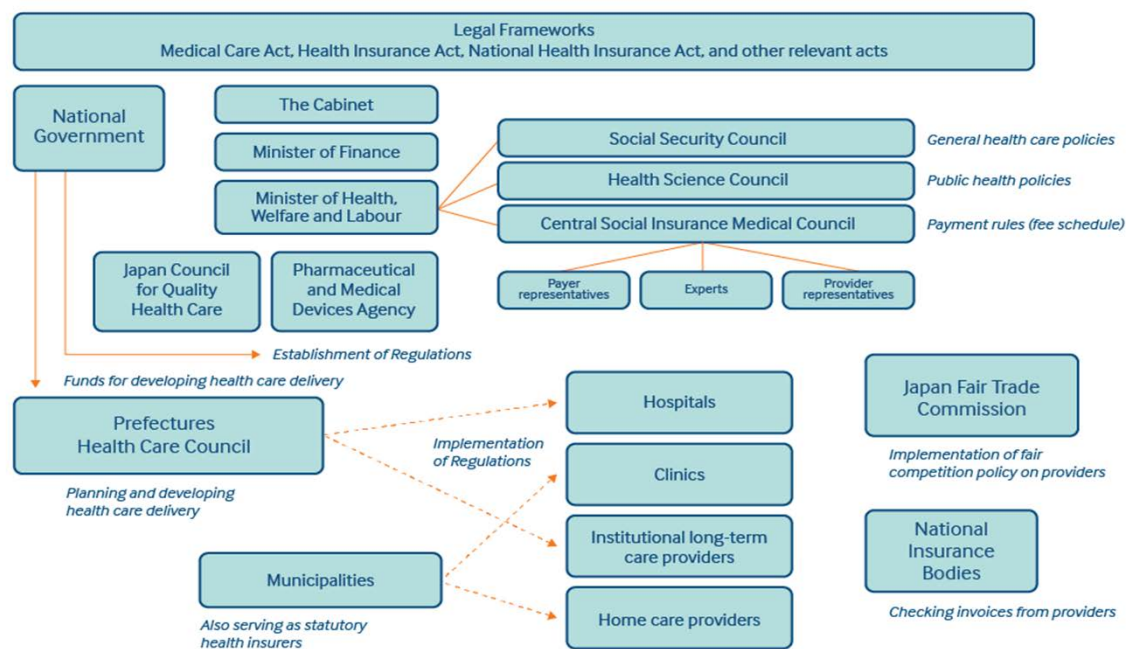 Legal Frameworks
Medical Care Act, Health Insurance Act, National Health Insurance Act, and other relevant acts
National
Government
The Cabinet
Minister of Finance
Minister of Health,
Welfare and Labour
Social Security Council
General health care policies
Health Science Council
Public health policies
Central Social Insurance Medical Council
Payment rules (fee schedule)
Payer
representatives
Experts
Provider
representatives
Japan Council
for Quality
Health Care
Pharmaceutical
and Medical
Devices Agency
Establishment of Regulations
Funds for developing health care delivery
Prefectures
Health Care Council
Planning and developing
health care delivery
Implementation
of Regulations
Hospitals
Clinics
Institutional long-term
care providers
Home care providers
Municipalities
Also serving as statutory
health insurers
Japan Fair Trade
Commission
Implementation of fair
competition policy on providers
National
Insurance
Bodies
Checking invoices from providers